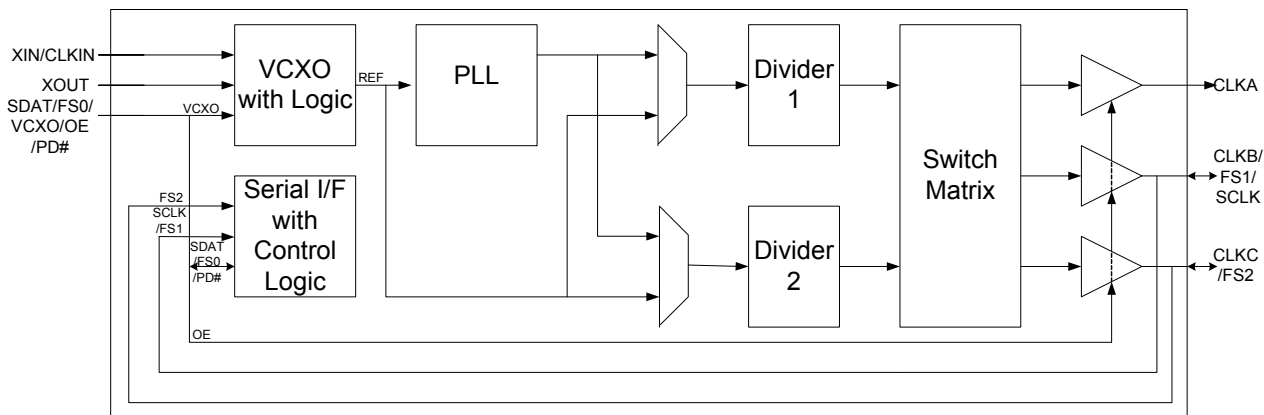 XIN/CLKIN
XOUT
SDAT/FS0/
VCXO/OE
/PD#
VCXO
VCXO
with Logic
REF
PLL
Divider
1
Switch
Matrix
CLKA
CLKB/
FS1/
SCLK
FS2
SCLK
/FS1
SDAT
/FS0
/PD#
Serial I/F
with
Control
Logic
Divider
2
CLKC
/FS2
OE